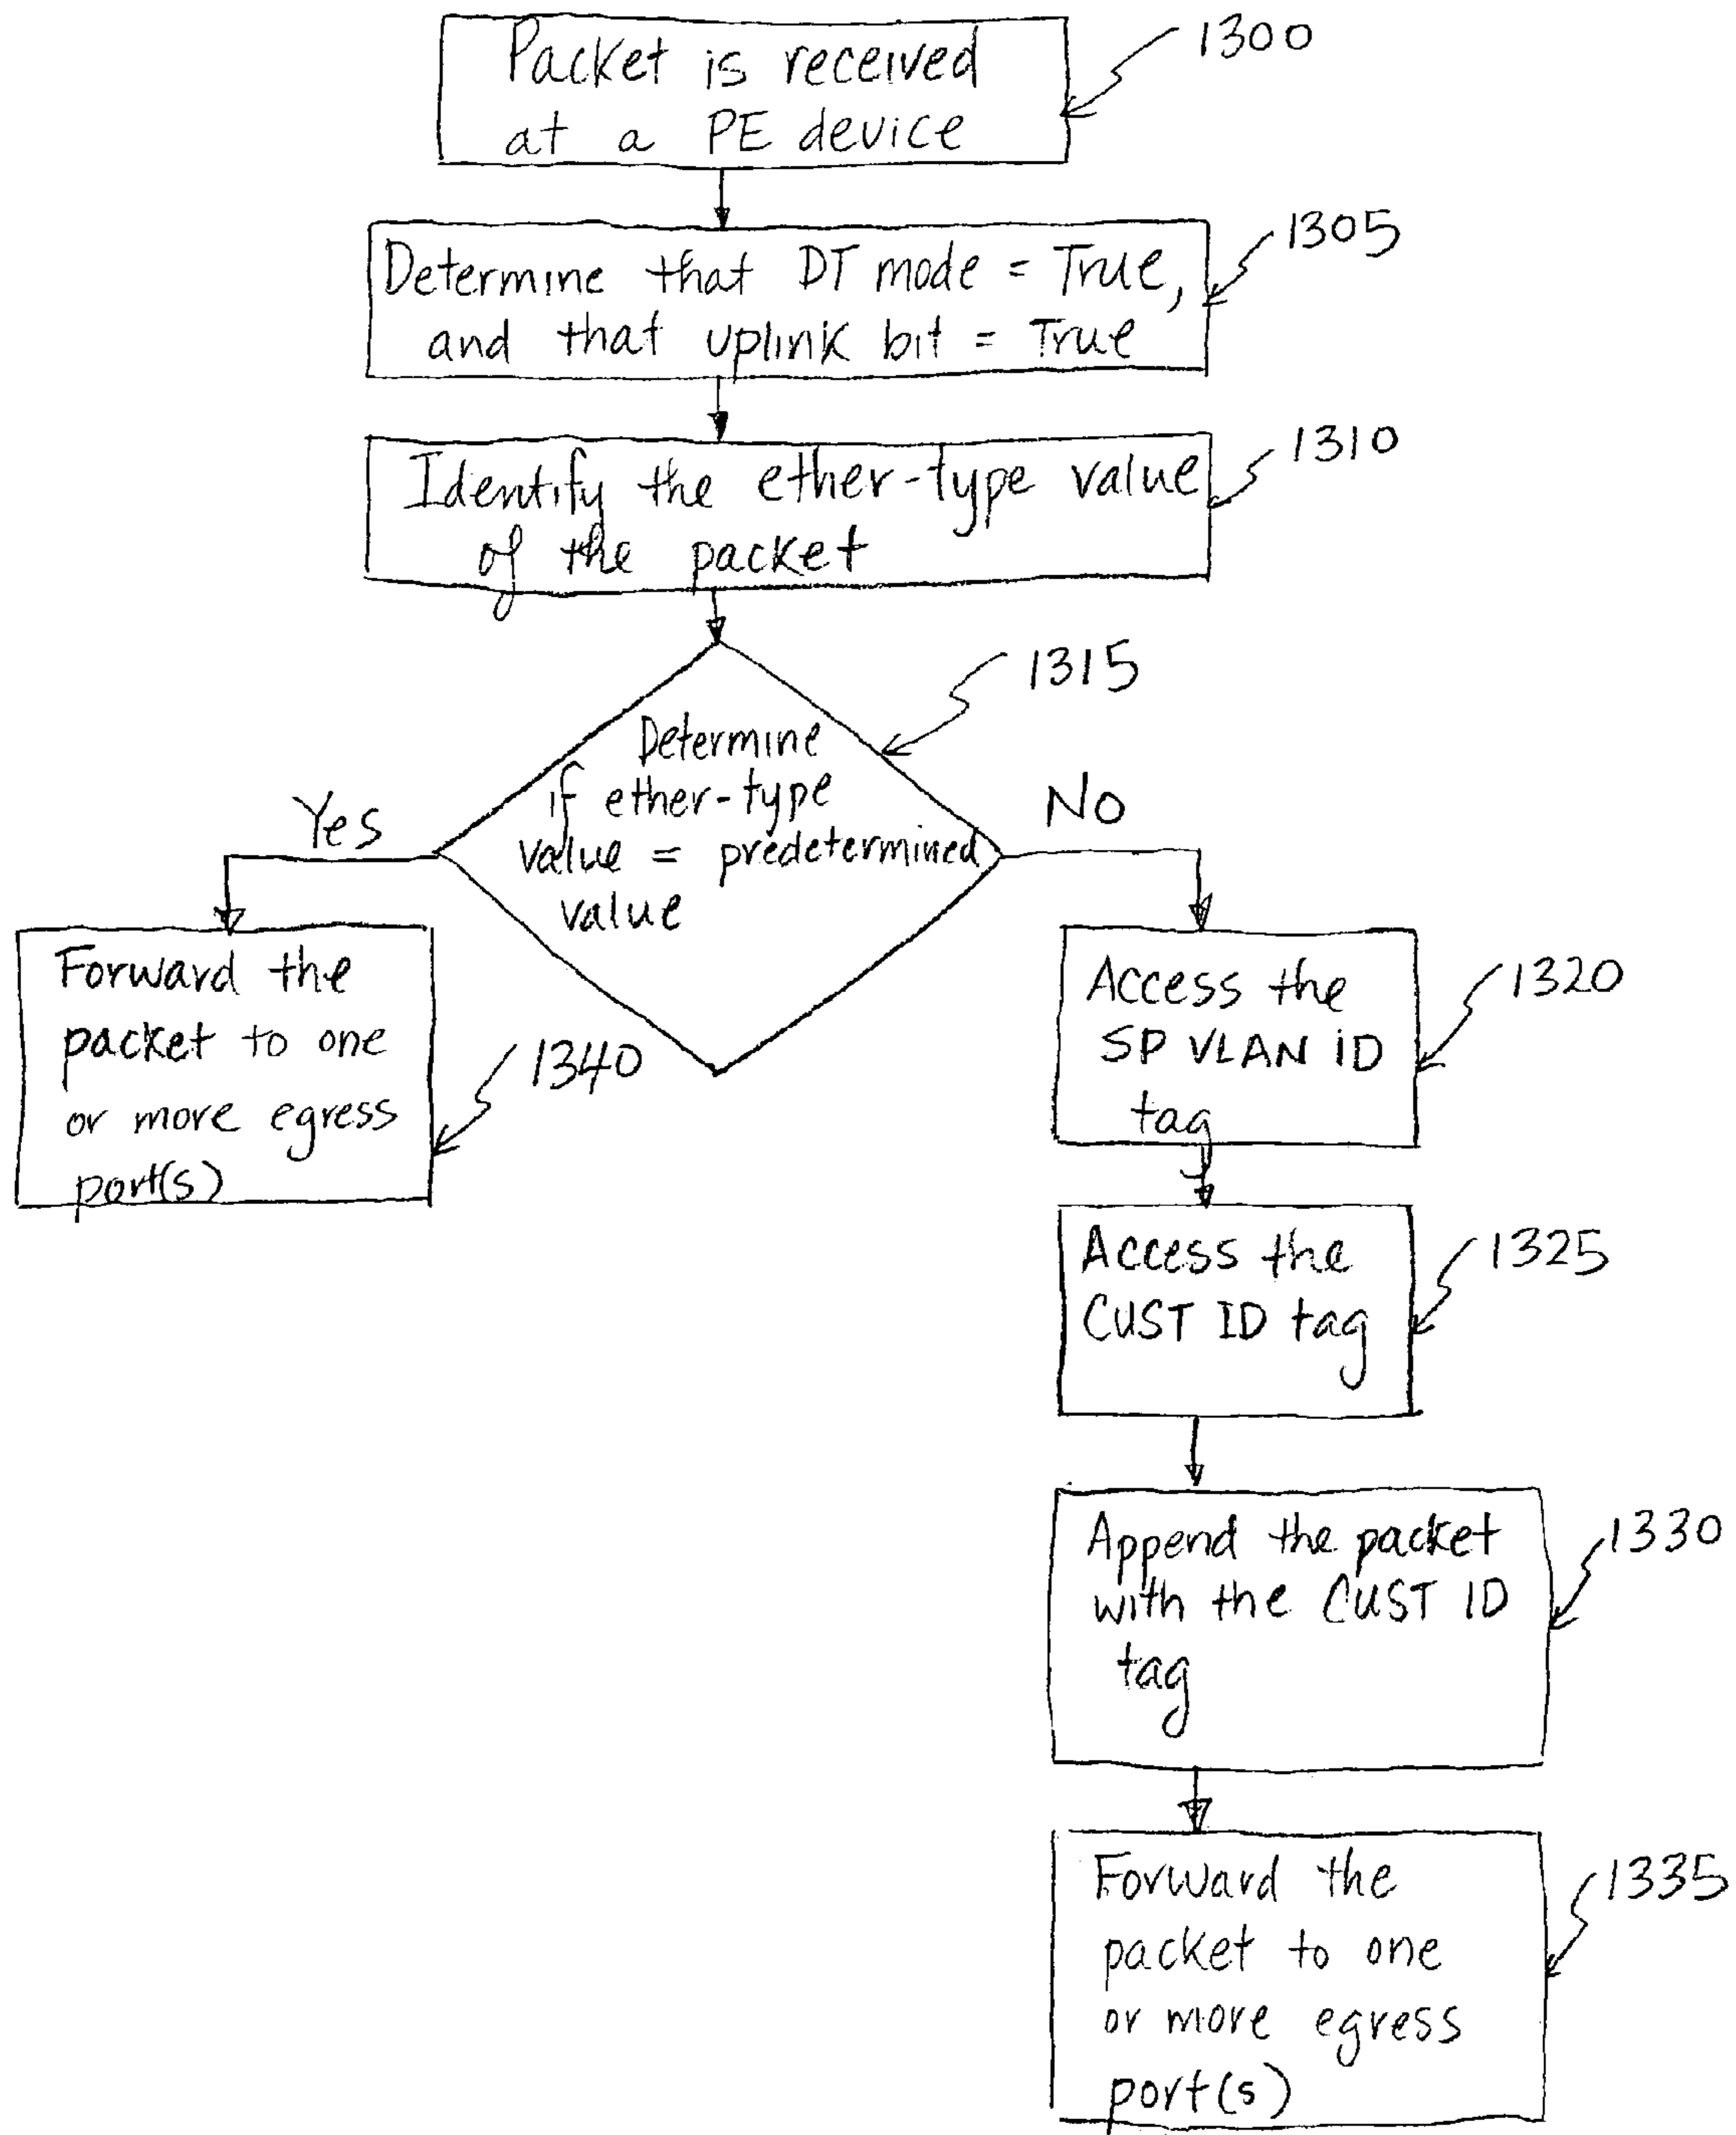 Packet is received
at a PE device
1300
Determine that DT mode = True,
and that uplink bit = True
1305
Identify the ether-type value
of the packet
1310
Determine
if ether-type
value = predetermined
value
1315
Yes
No
Forward the
packet to one
or more egress
port(s)
1340
Access the
SP VLAN ID
tag
1320
Access the
CUST ID tag
1325
Append the packet
with the CUST ID
tag
1330
Forward the
packet to one
or more egress
port(s)
1335